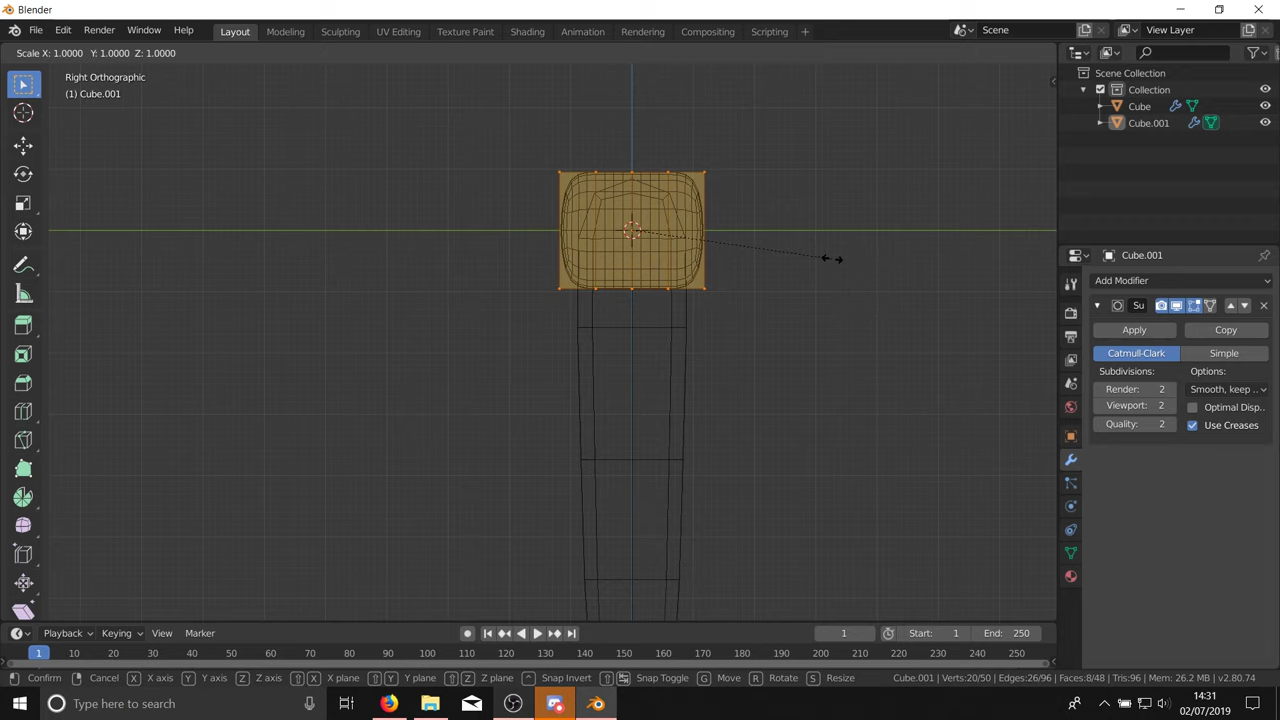 Blender
File Edit Render Window Help Layout Modeling Sculpting UV Editing Texture Paint Shading Animation Rendering Compositing Scripting + Scene View Layer
Scale X: 1.0000 Y: 1.0000 Z: 1.0000
Right Orthographic
(1) Cube.001
Scene Collection
Collection
Cube
Cube.001
Cube.001
Add Modifier
Su
Apply Copy
Catmull-Clark Simple
Subdivisions: Options:
Render: 2 Smooth, keep ..
Viewport: 2 Optimal Disp..
Quality: 2 Use Creases
Playback Keying View Marker 1 Start: 1 End: 250
1 10 20 30 40 50 60 70 80 90 100 110 120 130 140 150 160 170 180 190 200 210 220 230 240 250
Confirm Cancel X X axis Y Y axis Z Z axis X X plane Y Y plane Z Z plane Snap Invert Snap Toggle G Move R Rotate S Resize Cube.001 | Verts:20/50 | Edges:26/96 | Faces:8/48 | Tris:96 | Mem: 26.2 MB | v2.80.74
Type here to search
14:31
02/07/2019